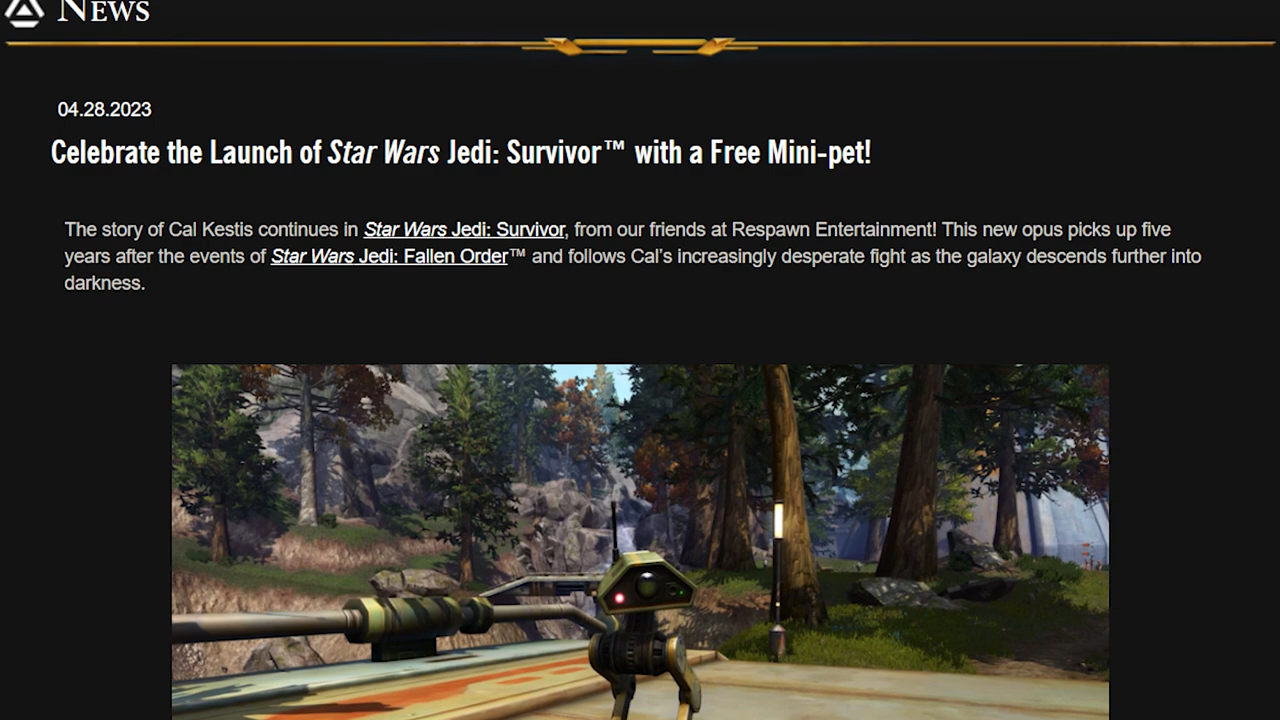 News
04.28.2023
Celebrate the Launch of Star Wars Jedi: Survivor™ with a Free Mini-pet!
The story of Cal Kestis continues in Star Wars Jedi: Survivor, from our friends at Respawn Entertainment! This new opus picks up five
years after the events of Star Wars Jedi: Fallen Order™ and follows Cal's increasingly desperate fight as the galaxy descends further into
darkness.